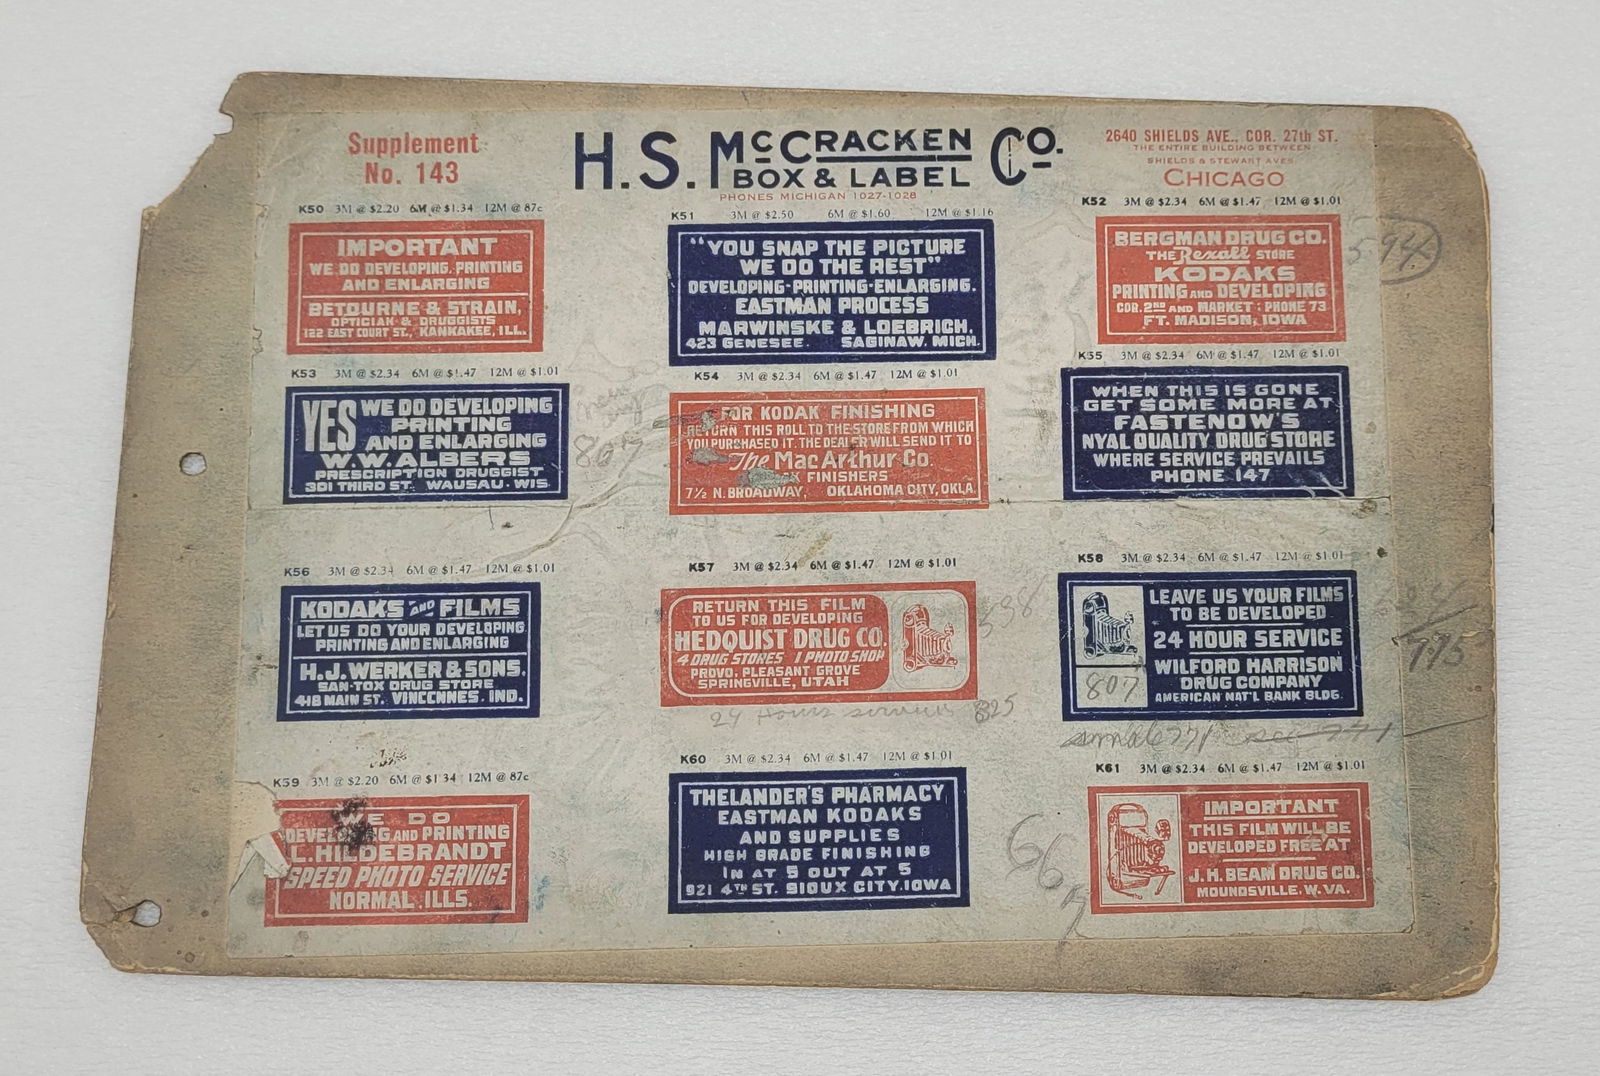 Supplement
No. 143
H.S. McCRACKEN Co.
BOX & LABEL
PHONES MICHIGAN 1027-1028
2640 SHIELDS AVE., COR. 27th ST.
THE ENTIRE BUILDING BETWEEN
SHIELDS & STEWART AVES.
CHICAGO
K50 3M @ $2.20 6M @ $1.34 12M @ 87c
IMPORTANT
WE DO DEVELOPING, PRINTING
AND ENLARGING
BETOURNE & STRAIN,
OPTICIAN & DRUGGISTS
122 EAST COURT ST., KANKAKEE, ILL.
K51 3M @ $2.50 6M @ $1.60 12M @ $1.16
"YOU SNAP THE PICTURE
WE DO THE REST"
DEVELOPING-PRINTING-ENLARGING.
EASTMAN PROCESS
MARWINSKE & LOEBRICH,
423 GENESEE. SAGINAW, MICH.
K52 3M @ $2.34 6M @ $1.47 12M @ $1.01
BERGMAN DRUG CO.
THE Rexall STORE
KODAKS
PRINTING AND DEVELOPING
COR. 2ND AND MARKET: PHONE 73
FT. MADISON, IOWA
594
K53 3M @ $2.34 6M @ $1.47 12M @ $1.01
YES WE DO DEVELOPING
PRINTING
AND ENLARGING
W.W. ALBERS
PRESCRIPTION DRUGGIST
301 THIRD ST. WAUSAU. WIS.
807
K54 3M @ $2.34 6M @ $1.47 12M @ $1.01
FOR KODAK FINISHING
RETURN THIS ROLL TO THE STORE FROM WHICH
YOU PURCHASED IT. THE DEALER WILL SEND IT TO
The MacArthur Co.
FINISHERS
7½ N. BROADWAY, OKLAHOMA CITY, OKLA.
K55 3M @ $2.34 6M @ $1.47 12M @ $1.01
WHEN THIS IS GONE
GET SOME MORE AT
FASTENOW'S
NYAL QUALITY DRUG STORE
WHERE SERVICE PREVAILS
PHONE 147
K56 3M @ $2.34 6M @ $1.47 12M @ $1.01
KODAKS AND FILMS
LET US DO YOUR DEVELOPING
PRINTING AND ENLARGING
H.J. WERKER & SONS.
SAN-TOX DRUG STORE
418 MAIN ST. VINCENNES, IND.
K57 3M @ $2.34 6M @ $1.47 12M @ $1.01
RETURN THIS FILM
TO US FOR DEVELOPING
HEDQUIST DRUG CO.
4 DRUG STORES 1 PHOTO SHOP
PROVO, PLEASANT GROVE
SPRINGVILLE, UTAH
24 Hours service 825
K58 3M @ $2.34 6M @ $1.47 12M @ $1.01
LEAVE US YOUR FILMS
TO BE DEVELOPED
24 HOUR SERVICE
WILFORD HARRISON
DRUG COMPANY
AMERICAN NAT'L BANK BLDG.
807
K59 3M @ $2.20 6M @ $1.34 12M @ 87c
WE DO
DEVELOPING AND PRINTING
L. HILDEBRANDT
SPEED PHOTO SERVICE
NORMAL, ILLS.
K60 3M @ $2.34 6M @ $1.47 12M @ $1.01
THELANDER'S PHARMACY
EASTMAN KODAKS
AND SUPPLIES
HIGH GRADE FINISHING
IN AT 5 OUT AT 5
921 4TH ST. SIOUX CITY, IOWA
K61 3M @ $2.34 6M @ $1.47 12M @ $1.01
IMPORTANT
THIS FILM WILL BE
DEVELOPED FREE AT
J.H. BEAM DRUG CO.
MOUNDSVILLE, W. VA.